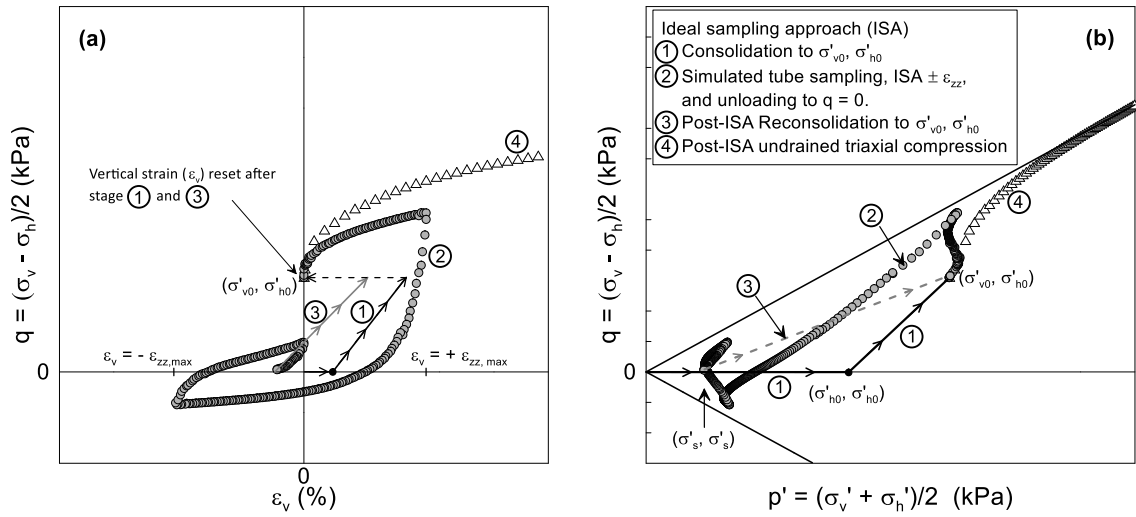 (a)
q = (σv - σh)/2 (kPa)
0
Vertical strain (εv) reset after
stage ① and ③
④
②
(σ'v0, σ'h0)
③
①
εv = - εzz,max
εv = + εzz, max
0
εv (%)
(b)
Ideal sampling approach (ISA)
① Consolidation to σ'v0, σ'h0
② Simulated tube sampling, ISA ± εzz,
and unloading to q = 0.
③ Post-ISA Reconsolidation to σ'v0, σ'h0
④ Post-ISA undrained triaxial compression
q = (σv - σh)/2 (kPa)
0
②
④
③
(σ'v0, σ'h0)
①
①
(σ'h0, σ'h0)
(σ's, σ's)
p' = (σv' + σh')/2 (kPa)